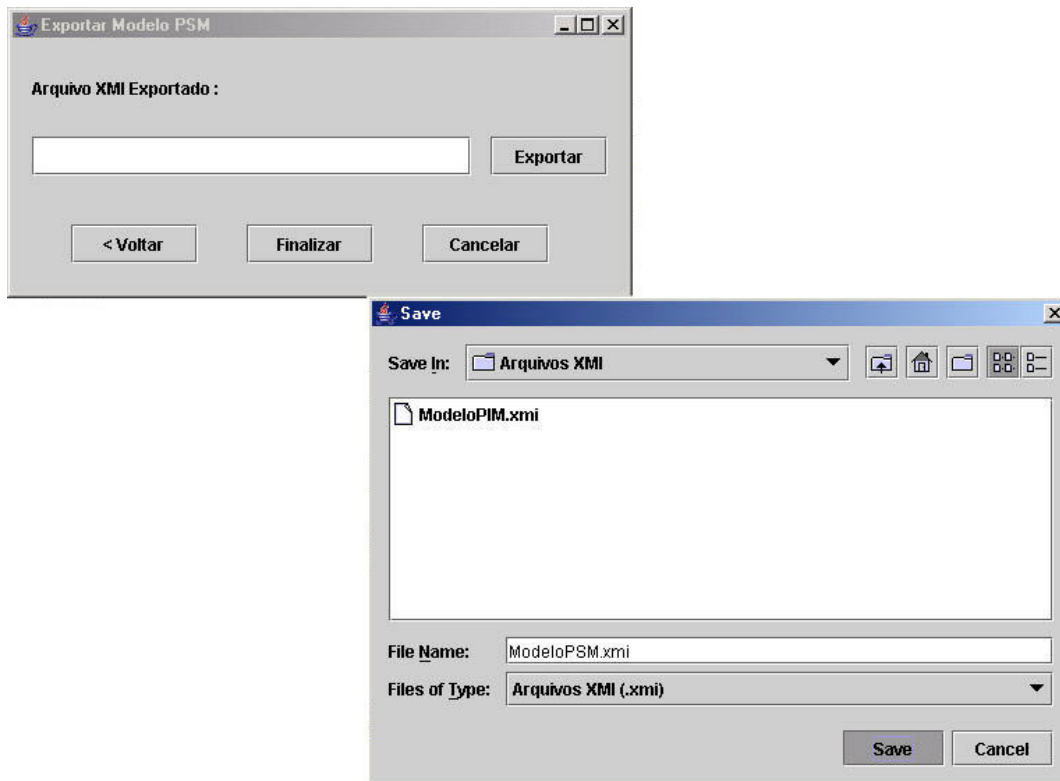 Exportar Modelo PSM
Arquivo XMI Exportado :
Exportar
< Voltar Finalizar Cancelar
Save
Save In: Arquivos XMI
ModeloPIM.xmi
File Name: ModeloPSM.xmi
Files of Type: Arquivos XMI (.xmi)
Save Cancel